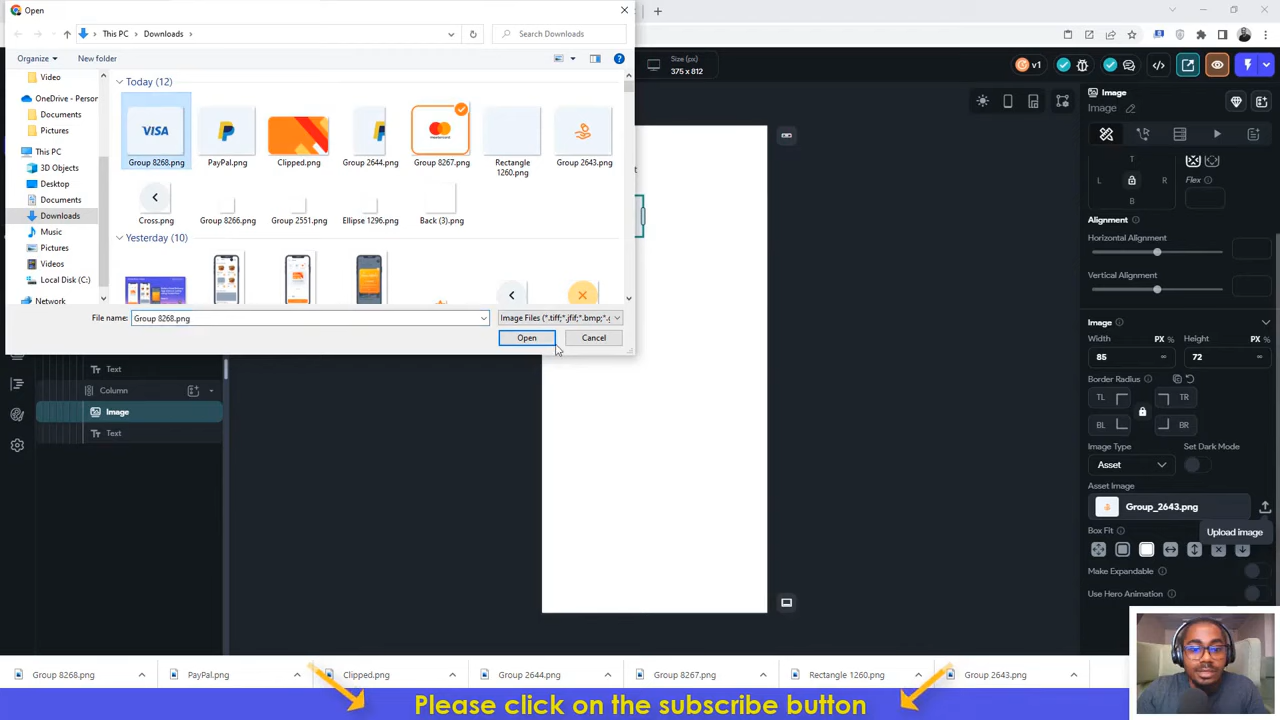 Open
This PC
Downloads
Search Downloads
Organize
New folder
Video
OneDrive - Person
Documents
Pictures
This PC
3D Objects
Desktop
Documents
Downloads
Music
Pictures
Videos
Local Disk (C:)
Network
Today (12)
VISA
mastercard
Group 8268.png
PayPal.png
Clipped.png
Group 2644.png
Group 8267.png
Rectangle
1260.png
Group 2643.png
Cross.png
Group 8266.png
Group 2551.png
Ellipse 1296.png
Back (3).png
Yesterday (10)
File name:
Group 8268.png
Image Files (*.tiff;*.jfif;*.bmp;*.g
Open
Cancel
Size (px)
375 x 812
v1
Text
Column
Image
Text
Image
Image
T
L
R
B
Flex
Alignment
Horizontal Alignment
Vertical Alignment
Image
Width
PX
%
Height
PX
%
85
72
Border Radius
TL
TR
BL
BR
Image Type
Set Dark Mode
Asset
Asset Image
Group_2643.png
Upload image
Box Fit
Make Expandable
Use Hero Animation
Group 8268.png
PayPal.png
Clipped.png
Group 2644.png
Group 8267.png
Rectangle 1260.png
Group 2643.png
Please click on the subscribe button